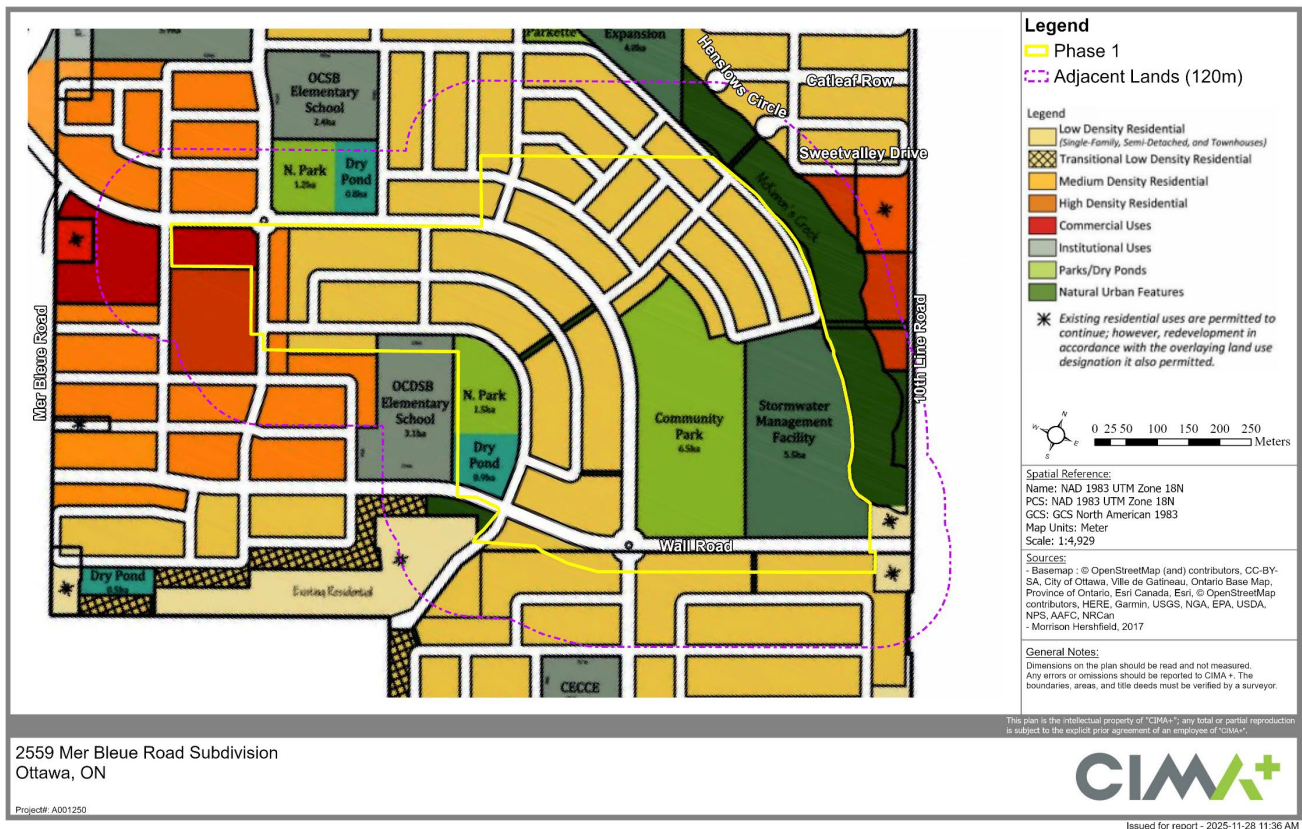 Parkette
Expansion
4.0ha
OCSB
Elementary
School
2.4ha
N. Park
1.2ha
Dry
Pond
0.8ha
Henslows Circle
Catleaf Row
Sweetvalley Drive
McKinnon's Creek
Mer Bleue Road
10th Line Road
OCDSB
Elementary
School
3.1ha
N. Park
1.5ha
Dry
Pond
0.9ha
Community
Park
6.5ha
Stormwater
Management
Facility
5.5ha
Wall Road
Dry Pond
0.5ha
Existing Residential
CECCE
Legend
Phase 1
Adjacent Lands (120m)
Legend
Low Density Residential
(Single-Family, Semi-Detached, and Townhouses)
Transitional Low Density Residential
Medium Density Residential
High Density Residential
Commercial Uses
Institutional Uses
Parks/Dry Ponds
Natural Urban Features
Existing residential uses are permitted to
continue; however, redevelopment in
accordance with the overlaying land use
designation it also permitted.
N
W
E
S
0 25 50 100 150 200 250
Meters
Spatial Reference:
Name: NAD 1983 UTM Zone 18N
PCS: NAD 1983 UTM Zone 18N
GCS: GCS North American 1983
Map Units: Meter
Scale: 1:4,929
Sources:
- Basemap : © OpenStreetMap (and) contributors, CC-BY-
SA, City of Ottawa, Ville de Gatineau, Ontario Base Map,
Province of Ontario, Esri Canada, Esri, © OpenStreetMap
contributors, HERE, Garmin, USGS, NGA, EPA, USDA,
NPS, AAFC, NRCan
- Morrison Hershfield, 2017
General Notes:
Dimensions on the plan should be read and not measured.
Any errors or omissions should be reported to CIMA +. The
boundaries, areas, and title deeds must be verified by a surveyor.
This plan is the intellectual property of "CIMA+"; any total or partial reproduction
is subject to the explicit prior agreement of an employee of "CIMA+".
2559 Mer Bleue Road Subdivision
Ottawa, ON
Project#: A001250
CIMA+
Issued for report - 2025-11-28 11:36 AM